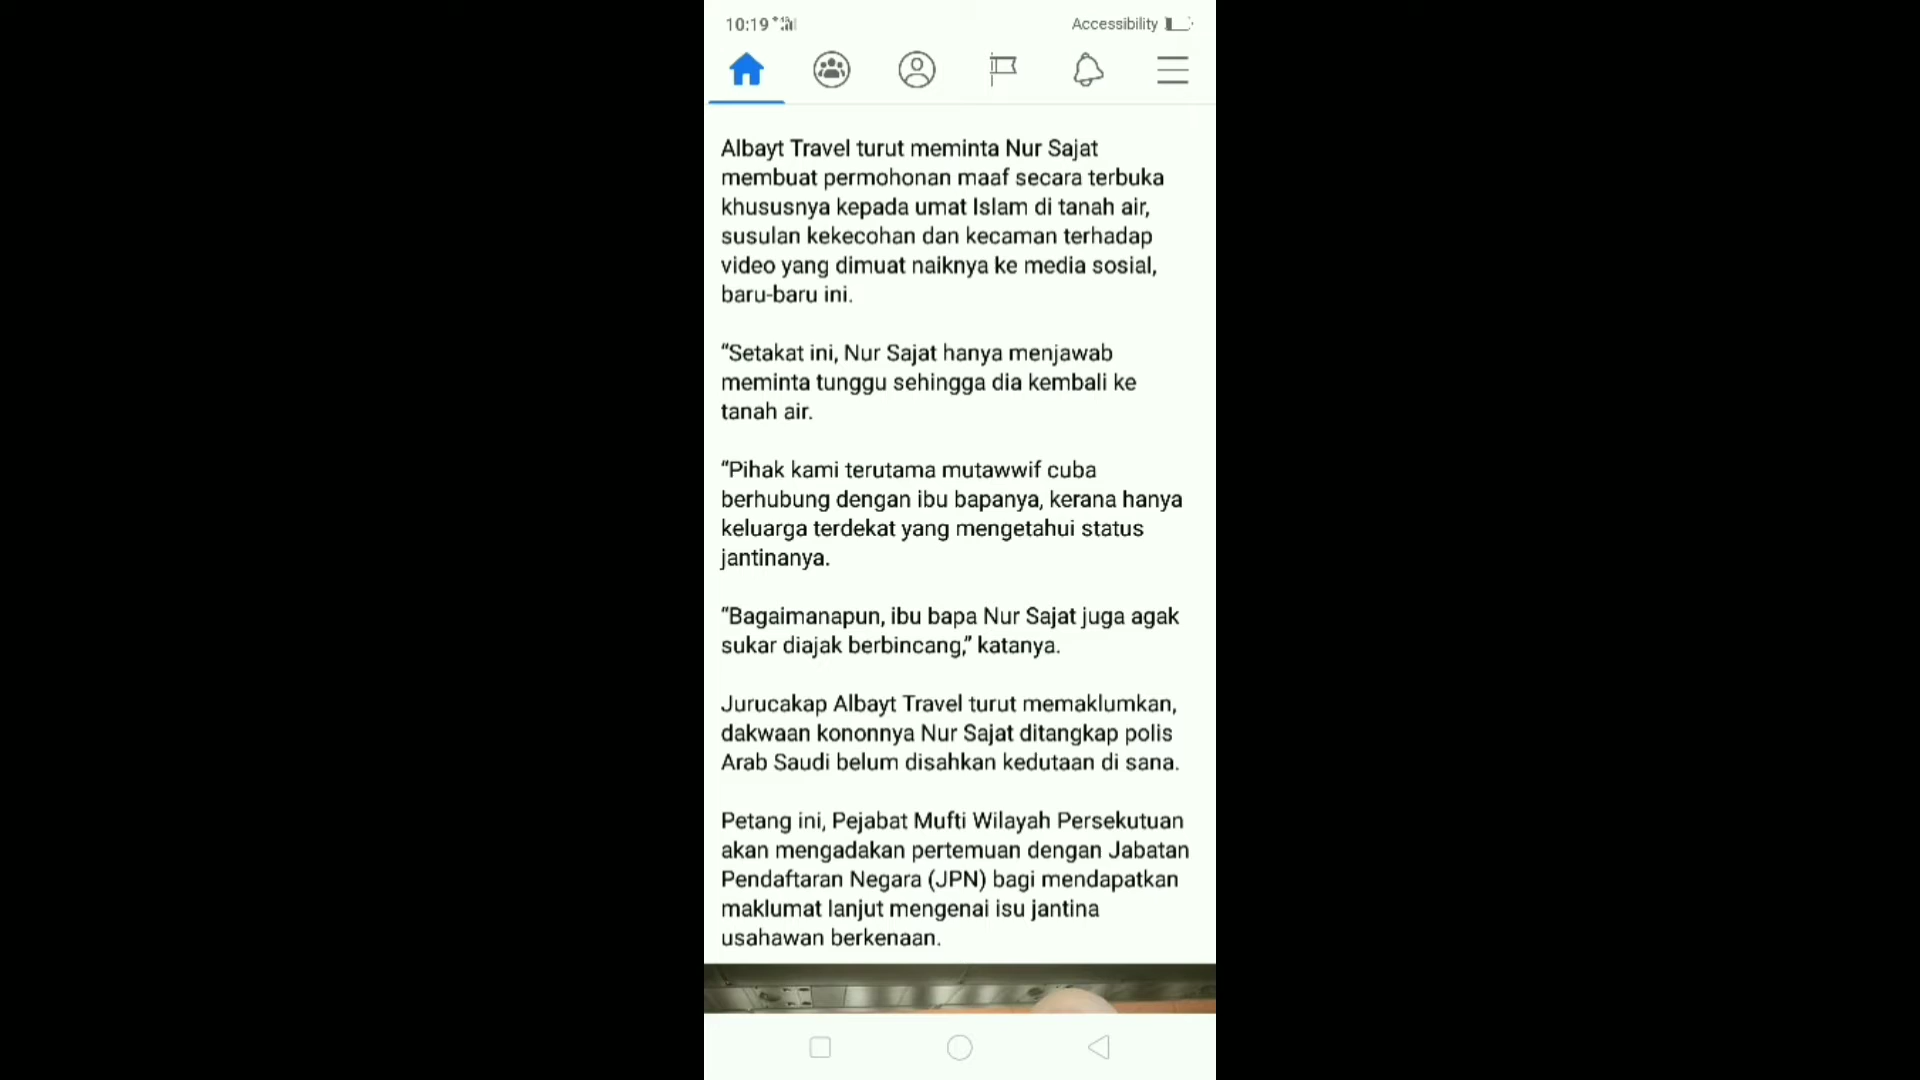 10:19
Accessibility
Albayt Travel turut meminta Nur Sajat
membuat permohonan maaf secara terbuka
khususnya kepada umat Islam di tanah air,
susulan kekecohan dan kecaman terhadap
video yang dimuat naiknya ke media sosial,
baru-baru ini.
“Setakat ini, Nur Sajat hanya menjawab
meminta tunggu sehingga dia kembali ke
tanah air.
“Pihak kami terutama mutawwif cuba
berhubung dengan ibu bapanya, kerana hanya
keluarga terdekat yang mengetahui status
jantinanya.
“Bagaimanapun, ibu bapa Nur Sajat juga agak
sukar diajak berbincang,” katanya.
Jurucakap Albayt Travel turut memaklumkan,
dakwaan kononnya Nur Sajat ditangkap polis
Arab Saudi belum disahkan kedutaan di sana.
Petang ini, Pejabat Mufti Wilayah Persekutuan
akan mengadakan pertemuan dengan Jabatan
Pendaftaran Negara (JPN) bagi mendapatkan
maklumat lanjut mengenai isu jantina
usahawan berkenaan.